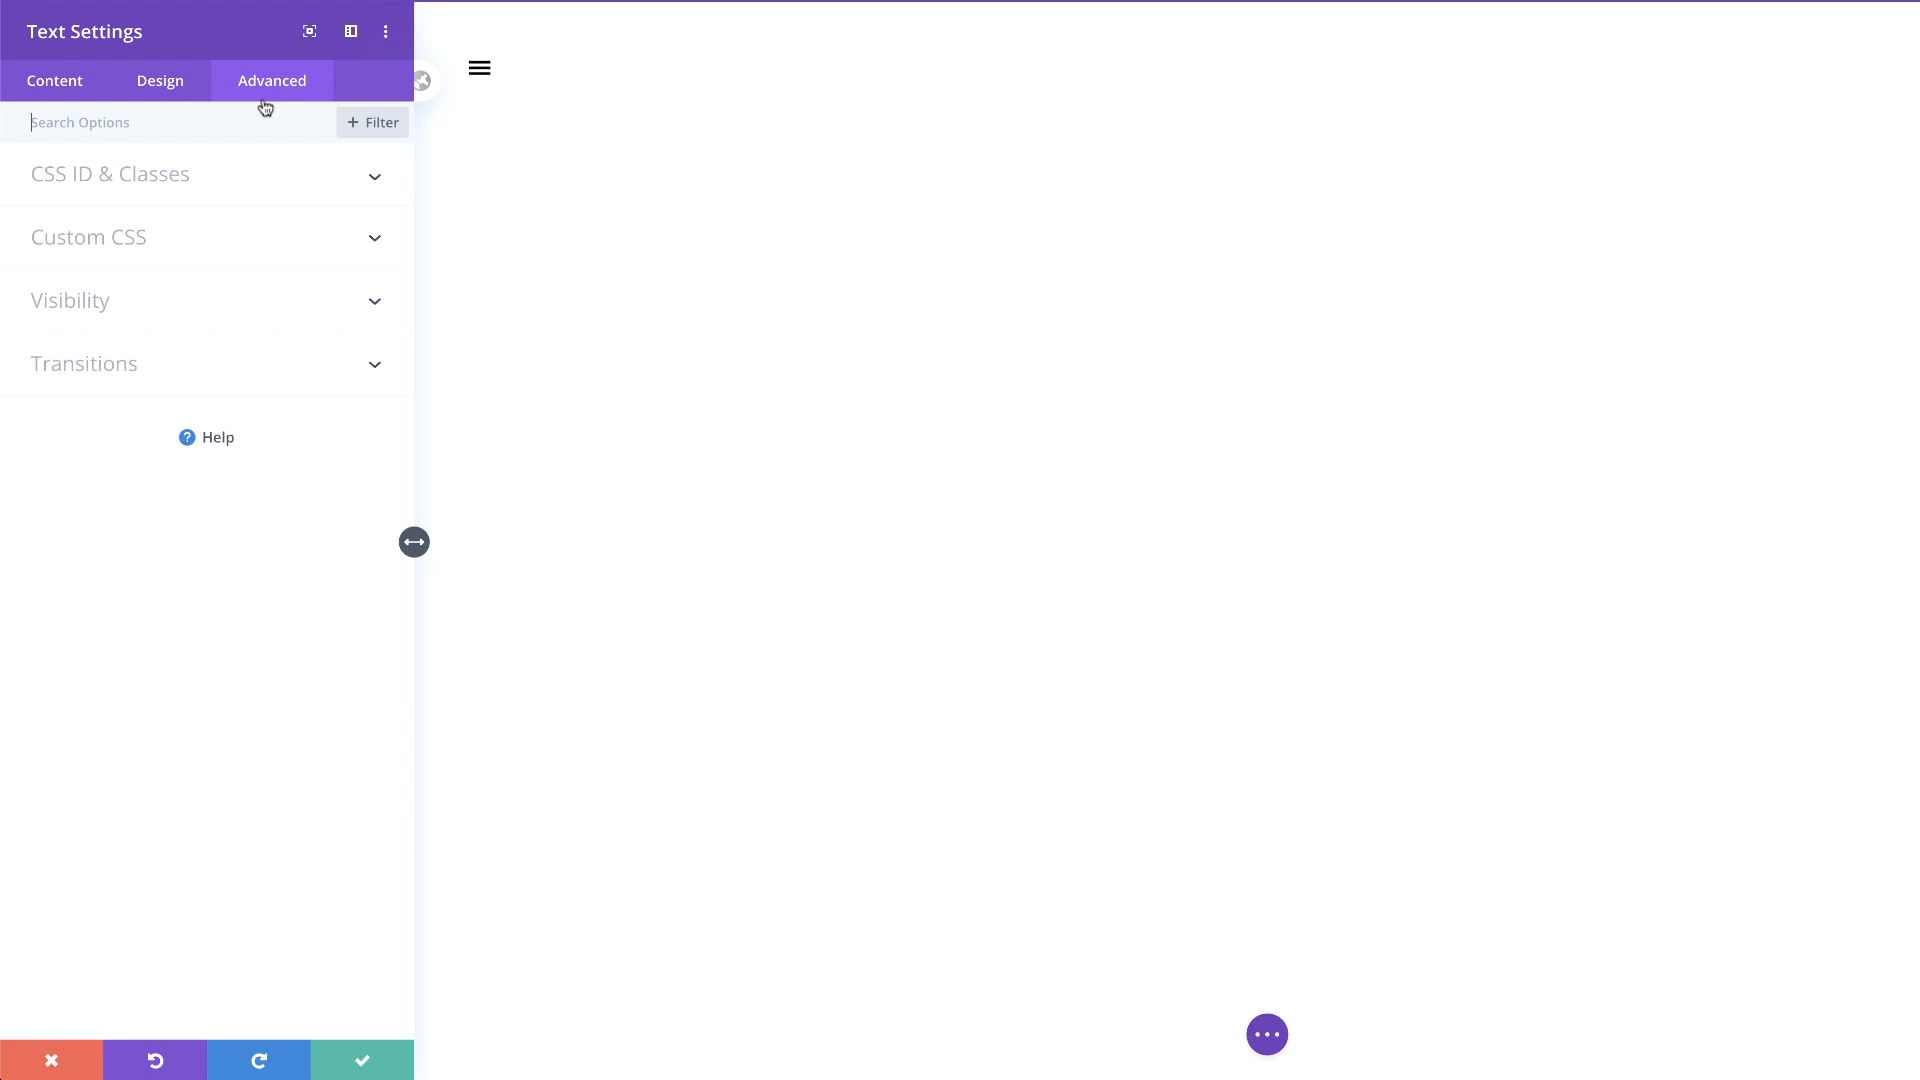 Text Settings
Content Design Advanced
Search Options + Filter
CSS ID & Classes
Custom CSS
Visibility
Transitions
? Help